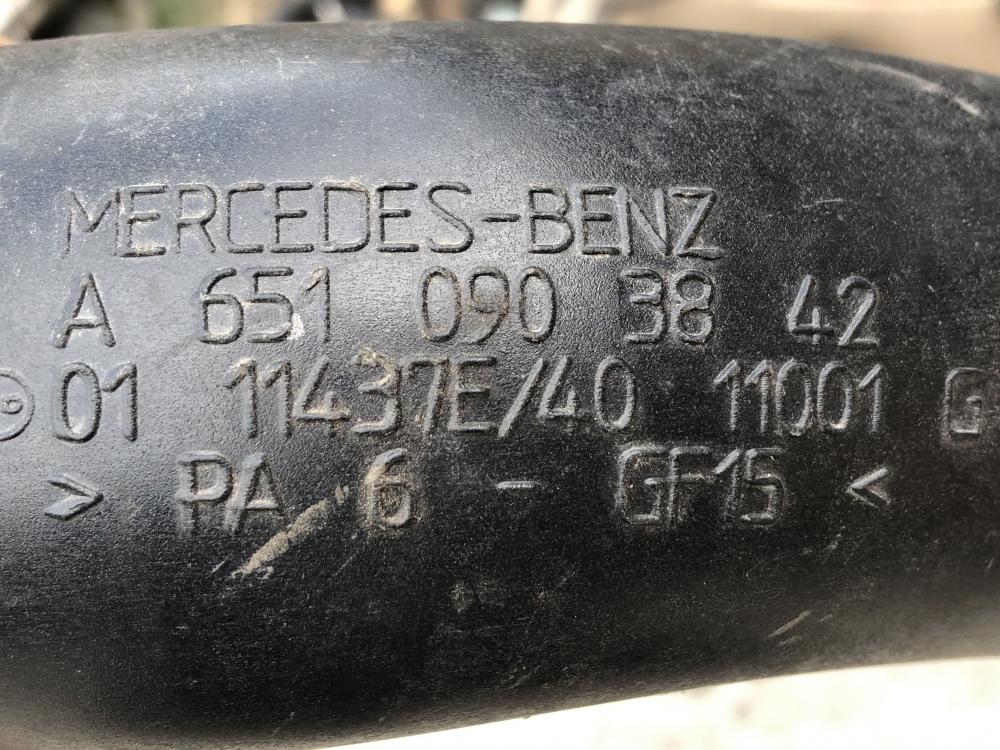 MERCEDES-BENZ
A 651 090 38 42
01 11437E/40 11001 G
> PA 6 - GF15 <